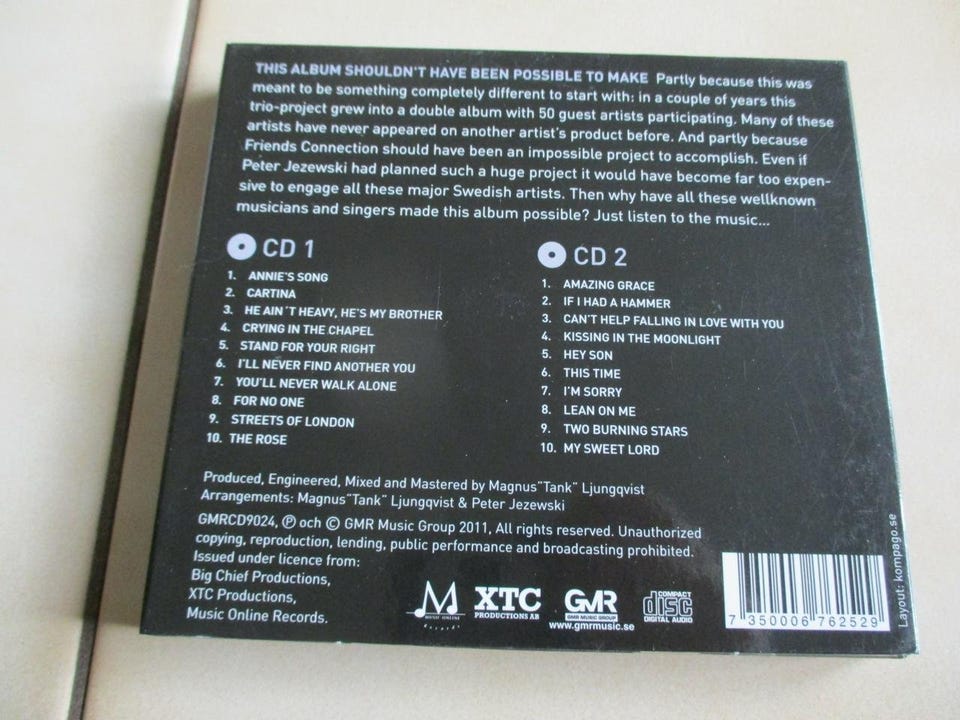 THIS ALBUM SHOULDN'T HAVE BEEN POSSIBLE TO MAKE Partly because this was
meant to be something completely different to start with: in a couple of years this
trio-project grew into a double album with 50 guest artists participating. Many of these
artists have never appeared on another artist's product before. And partly because
Friends Connection should have been an impossible project to accomplish. Even if
Peter Jezewski had planned such a huge project it would have become far too expen-
sive to engage all these major Swedish artists. Then why have all these wellknown
musicians and singers made this album possible? Just listen to the music...
CD 1
1. ANNIE'S SONG
2. CARTINA
3. HE AIN´T HEAVY, HE'S MY BROTHER
4. CRYING IN THE CHAPEL
5. STAND FOR YOUR RIGHT
6. I'LL NEVER FIND ANOTHER YOU
7. YOU'LL NEVER WALK ALONE
8. FOR NO ONE
9. STREETS OF LONDON
10. THE ROSE
CD 2
1. AMAZING GRACE
2. IF I HAD A HAMMER
3. CAN'T HELP FALLING IN LOVE WITH YOU
4. KISSING IN THE MOONLIGHT
5. HEY SON
6. THIS TIME
7. I'M SORRY
8. LEAN ON ME
9. TWO BURNING STARS
10. MY SWEET LORD
Produced, Engineered, Mixed and Mastered by Magnus"Tank" Ljungqvist
Arrangements: Magnus"Tank" Ljungqvist & Peter Jezewski
GMRCD9024, ℗ och © GMR Music Group 2011, All rights reserved. Unauthorized
copying, reproduction, lending, public performance and broadcasting prohibited.
Issued under licence from:
Big Chief Productions,
XTC Productions,
Music Online Records.
M
MUSIC ONLINE
Records
XTC
PRODUCTIONS AB
GMR
GMR MUSIC GROUP
www.gmrmusic.se
COMPACT
disc
DIGITAL AUDIO
7 350006 762529
Layout: kompago.se